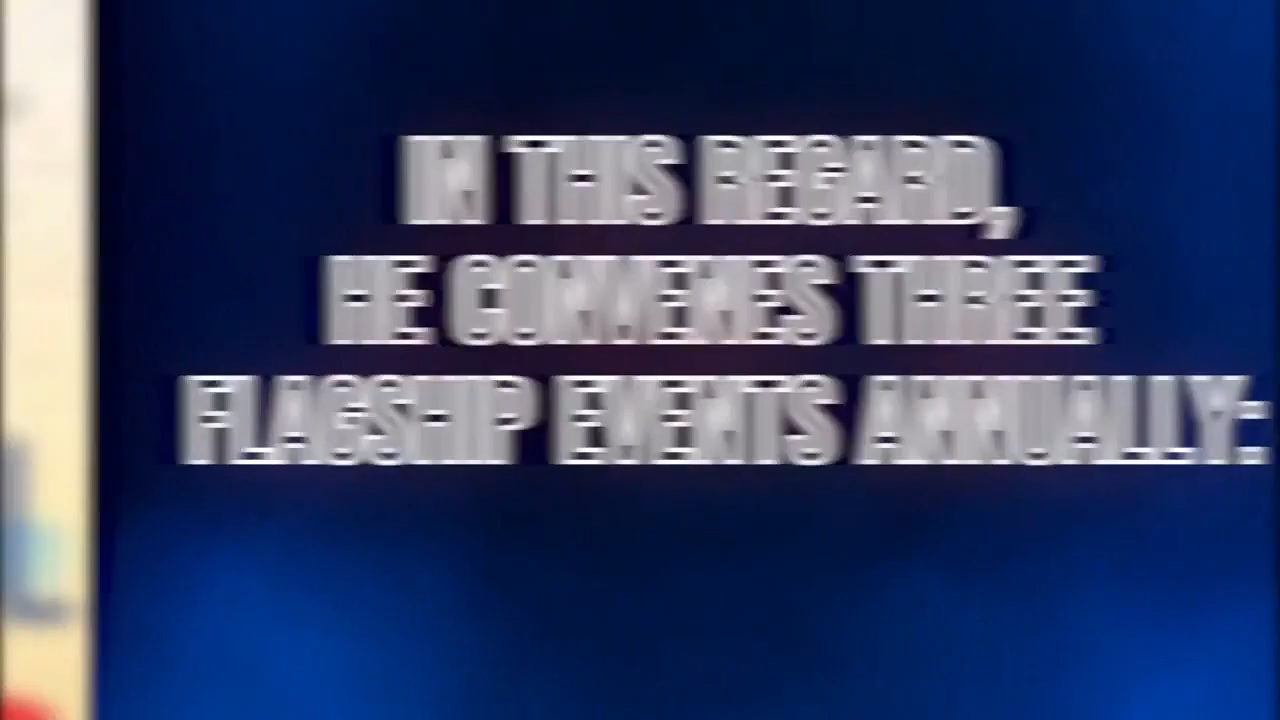 IN THIS REGARD,
HE CONVENES THREE
FLAGSHIP EVENTS ANNUALLY: